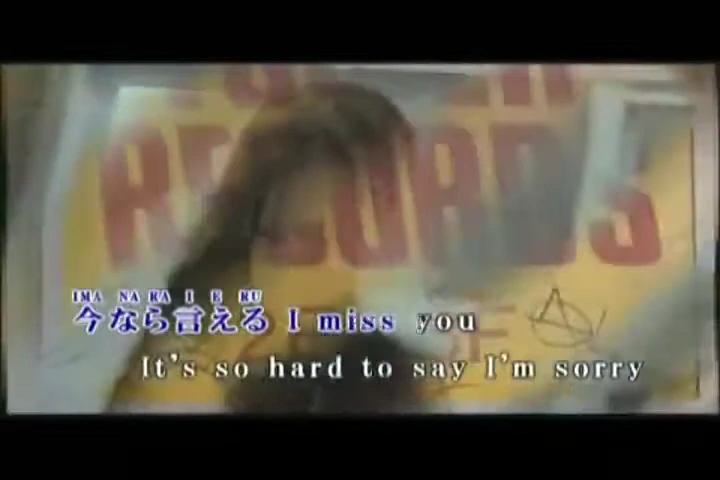 RECORDS
IMA NA RA I E RU
今なら言える I miss you
It's so hard to say I'm sorry